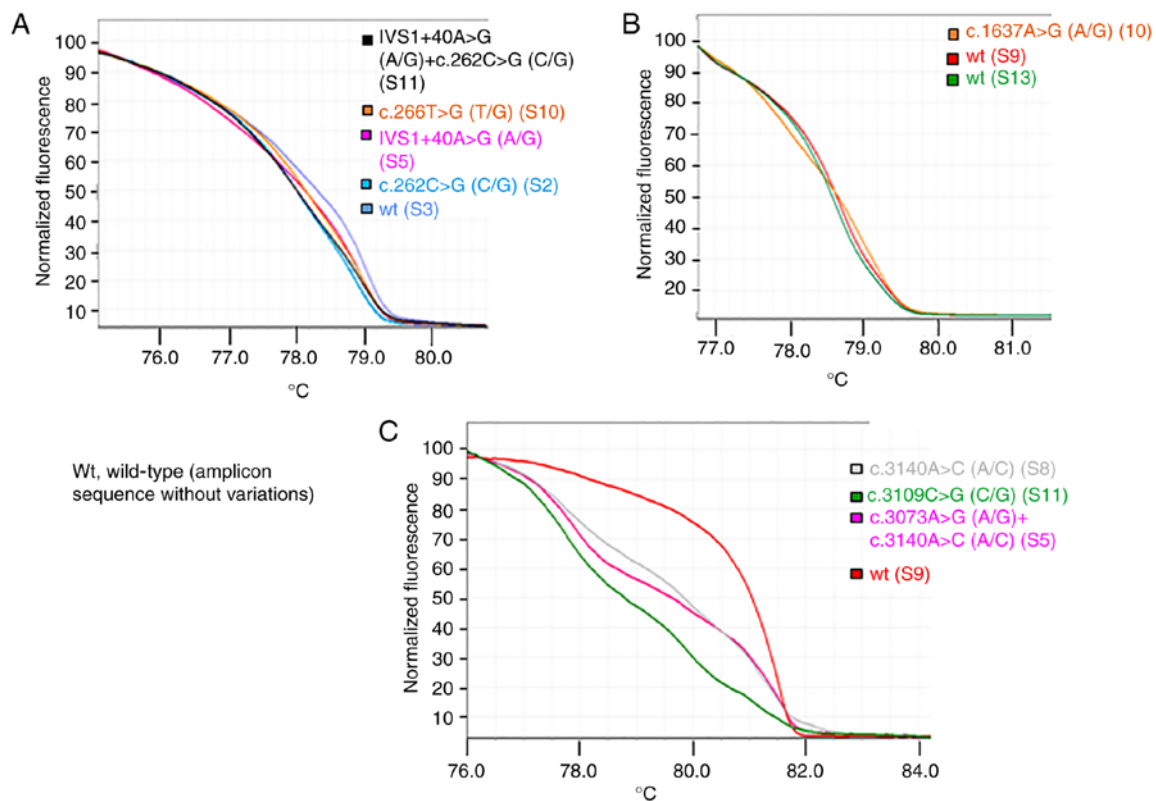 A
Normalized fluorescence
100
90
80
70
60
50
40
30
20
10
76.0 77.0 78.0 79.0 80.0
°C
IVS1+40A>G
(A/G)+c.262C>G (C/G)
(S11)
c.266T>G (T/G) (S10)
IVS1+40A>G (A/G)
(S5)
c.262C>G (C/G) (S2)
wt (S3)
B
Normalized fluorescence
100
90
80
70
60
50
40
30
20
77.0 78.0 79.0 80.0 81.0
°C
c.1637A>G (A/G) (10)
wt (S9)
wt (S13)
Wt, wild-type (amplicon
sequence without variations)
C
Normalized fluorescence
100
90
80
70
60
50
40
30
20
10
76.0 78.0 80.0 82.0 84.0
°C
c.3140A>C (A/C) (S8)
c.3109C>G (C/G) (S11)
c.3073A>G (A/G)+
c.3140A>C (A/C) (S5)
wt (S9)